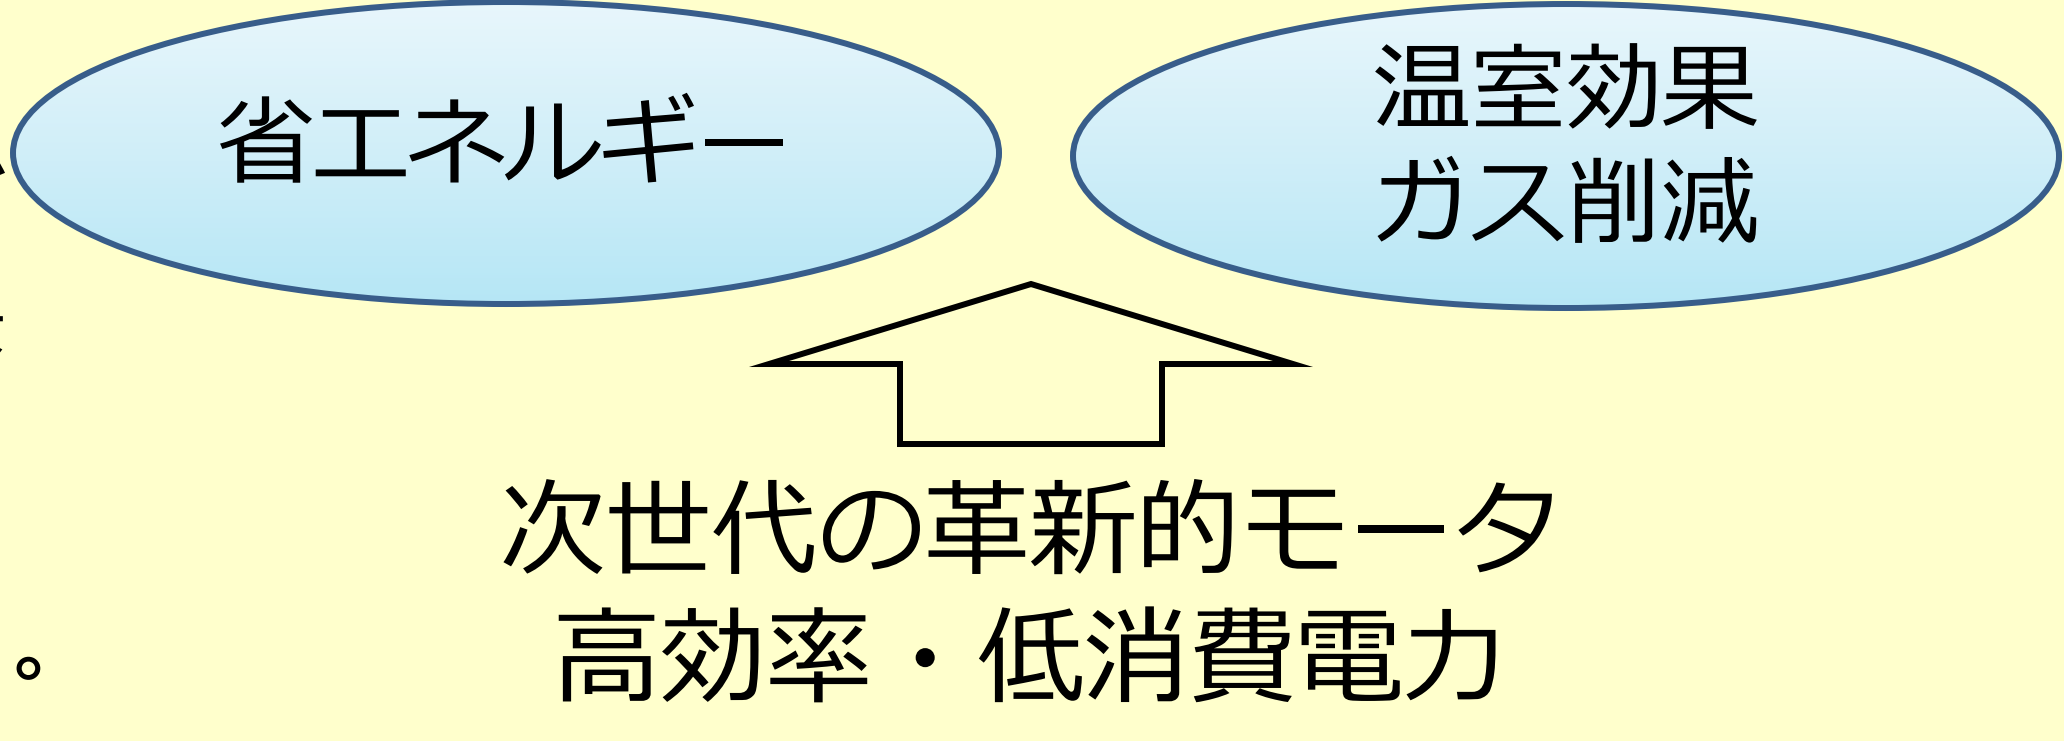 省エネルギー
温室効果
ガス削減
次世代の革新的モータ
高効率・低消費電力
。